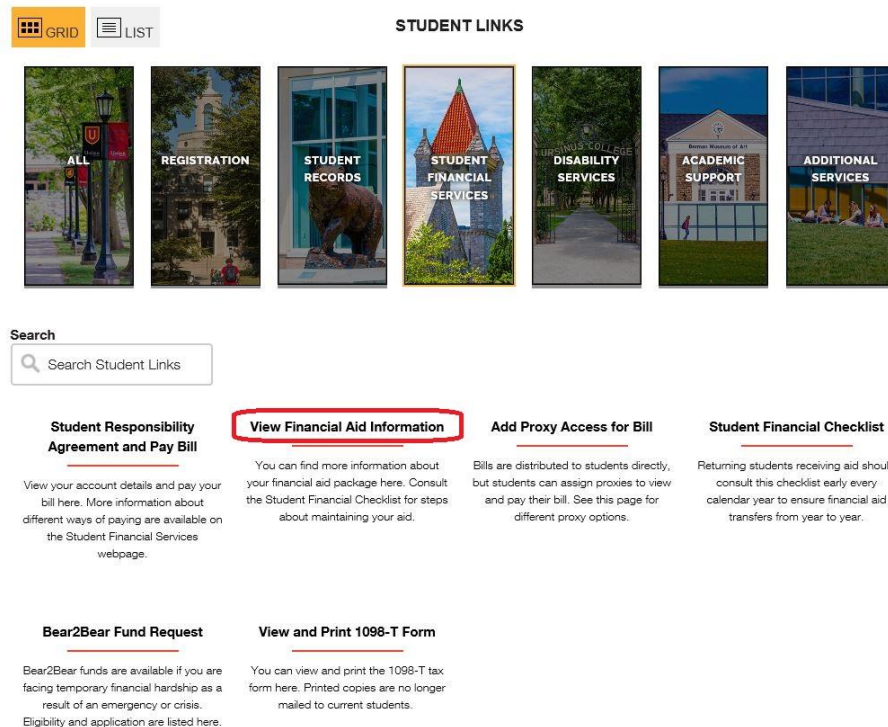 GRID
LIST
STUDENT LINKS
ALL
REGISTRATION
STUDENT
RECORDS
STUDENT
FINANCIAL
SERVICES
URSINUS COLLEGE
DISABILITY
SERVICES
Berman Museum of Art
ACADEMIC
SUPPORT
ADDITIONAL
SERVICES
U
Search
Search Student Links
Student Responsibility
Agreement and Pay Bill
View your account details and pay your
bill here. More information about
different ways of paying are available on
the Student Financial Services
webpage.
View Financial Aid Information
You can find more information about
your financial aid package here. Consult
the Student Financial Checklist for steps
about maintaining your aid.
Add Proxy Access for Bill
Bills are distributed to students directly,
but students can assign proxies to view
and pay their bill. See this page for
different proxy options.
Student Financial Checklist
Returning students receiving aid shoul
consult this checklist early every
calendar year to ensure financial aid
transfers from year to year.
Bear2Bear Fund Request
Bear2Bear funds are available if you are
facing temporary financial hardship as a
result of an emergency or crisis.
Eligibility and application are listed here.
View and Print 1098-T Form
You can view and print the 1098-T tax
form here. Printed copies are no longer
mailed to current students.